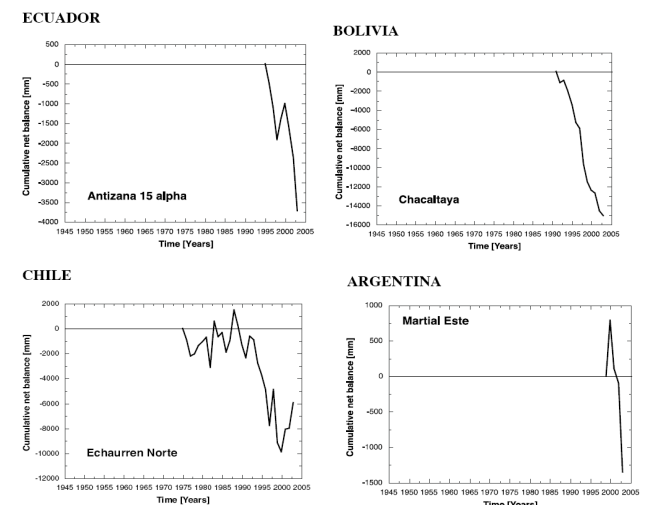 ECUADOR
500
0
-500
-1000
-1500
-2000
-2500
-3000
-3500
-4000
Cumulative net balance [mm]
Antizana 15 alpha
1945 1950 1955 1960 1965 1970 1975 1980 1985 1990 1995 2000 2005
Time [Years]
BOLIVIA
2000
0
-2000
-4000
-6000
-8000
-10000
-12000
-14000
-16000
Cumulative net balance [mm]
Chacaltaya
1945 1950 1955 1960 1965 1970 1975 1980 1985 1990 1995 2000 2005
Time [Years]
CHILE
2000
0
-2000
-4000
-6000
-8000
-10000
-12000
Cumulative net balance [mm]
Echaurren Norte
1945 1950 1955 1960 1965 1970 1975 1980 1985 1990 1995 2000 2005
Time [Years]
ARGENTINA
1000
500
0
-500
-1000
-1500
Cumulative net balance [mm]
Martial Este
1945 1950 1955 1960 1965 1970 1975 1980 1985 1990 1995 2000 2005
Time [Years]